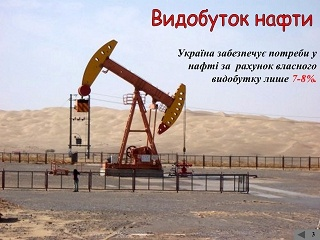 Видобуток нафти
Україна забезпечує потреби у
нафті за рахунок власного
видобутку лише 7-8%.
3